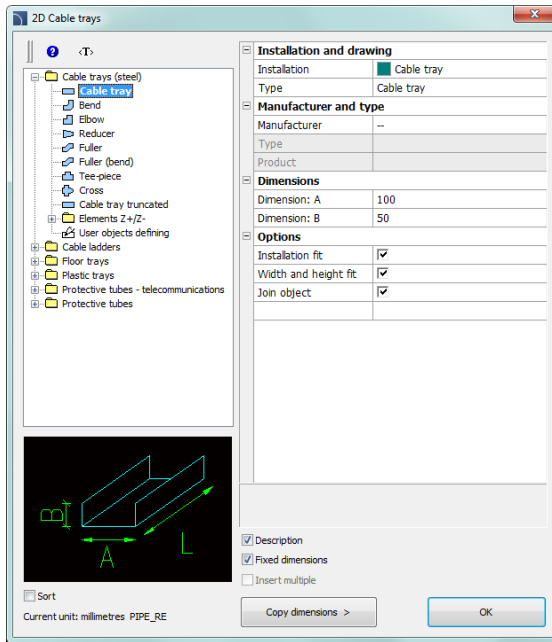 2D Cable trays
? <T>
Cable trays (steel)
Cable tray
Bend
Elbow
Reducer
Fuller
Fuller (bend)
Tee-piece
Cross
Cable tray truncated
Elements Z+/Z-
User objects defining
Cable ladders
Floor trays
Plastic trays
Protective tubes - telecommunications
Protective tubes
Installation and drawing
Installation Cable tray
Type Cable tray
Manufacturer and type
Manufacturer --
Type
Product
Dimensions
Dimension: A 100
Dimension: B 50
Options
Installation fit
Width and height fit
Join object
B
A
L
Description
Fixed dimensions
Insert multiple
Sort
Current unit: millimetres PIPE_RE
Copy dimensions >
OK